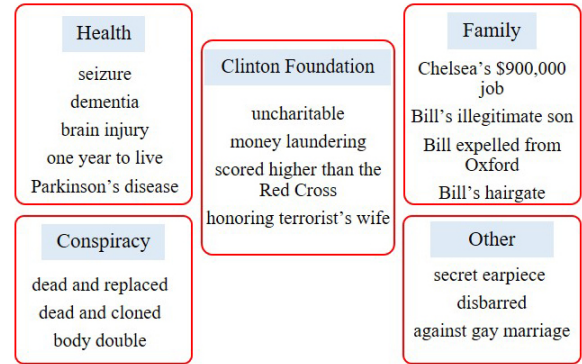 Health
seizure
dementia
brain injury
one year to live
Parkinson's disease
Conspiracy
dead and replaced
dead and cloned
body double
Clinton Foundation
uncharitable
money laundering
scored higher than the
Red Cross
honoring terrorist's wife
Family
Chelsea's $900,000
job
Bill's illegitimate son
Bill expelled from
Oxford
Bill's hairgate
Other
secret earpiece
disbarred
against gay marriage